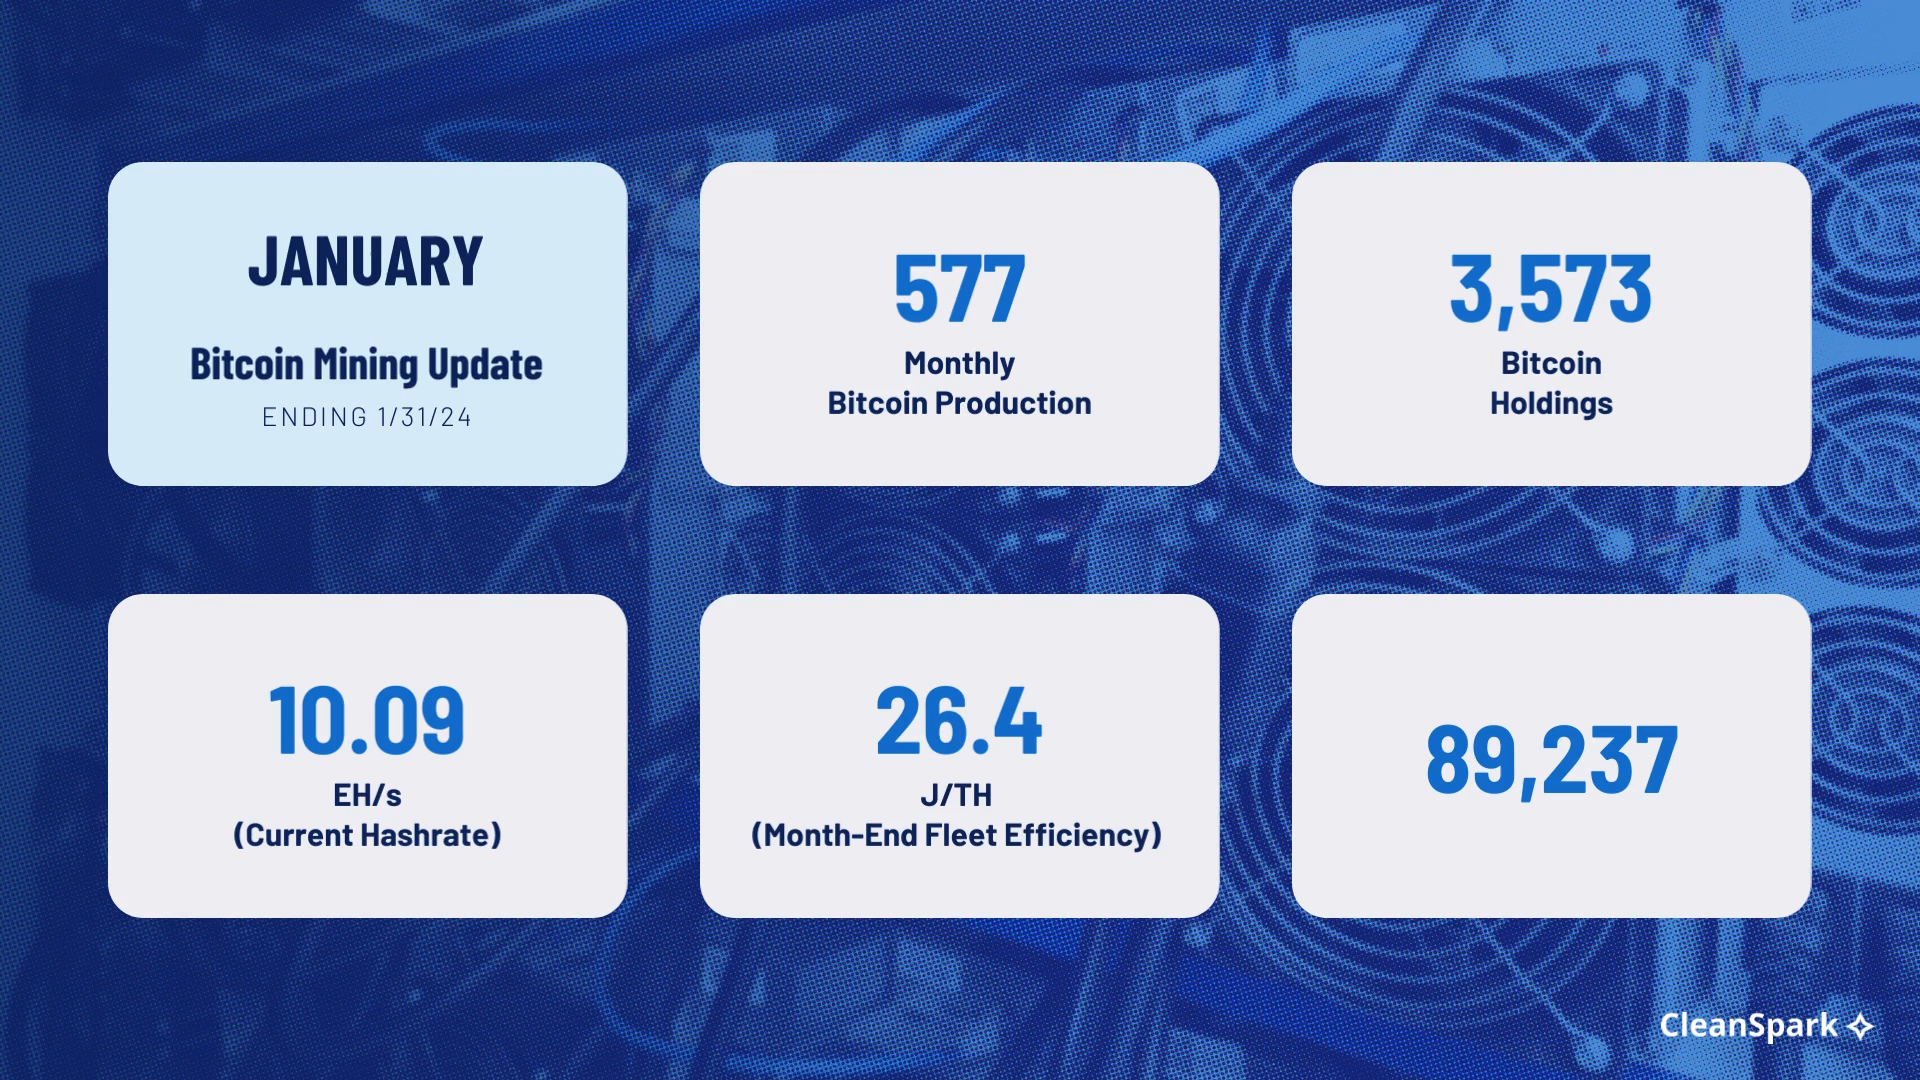 JANUARY
Bitcoin Mining Update
ENDING 1/31/24
577
Monthly
Bitcoin Production
3,573
Bitcoin
Holdings
10.09
EH/s
(Current Hashrate)
26.4
J/TH
(Month-End Fleet Efficiency)
89,237
CleanSpark